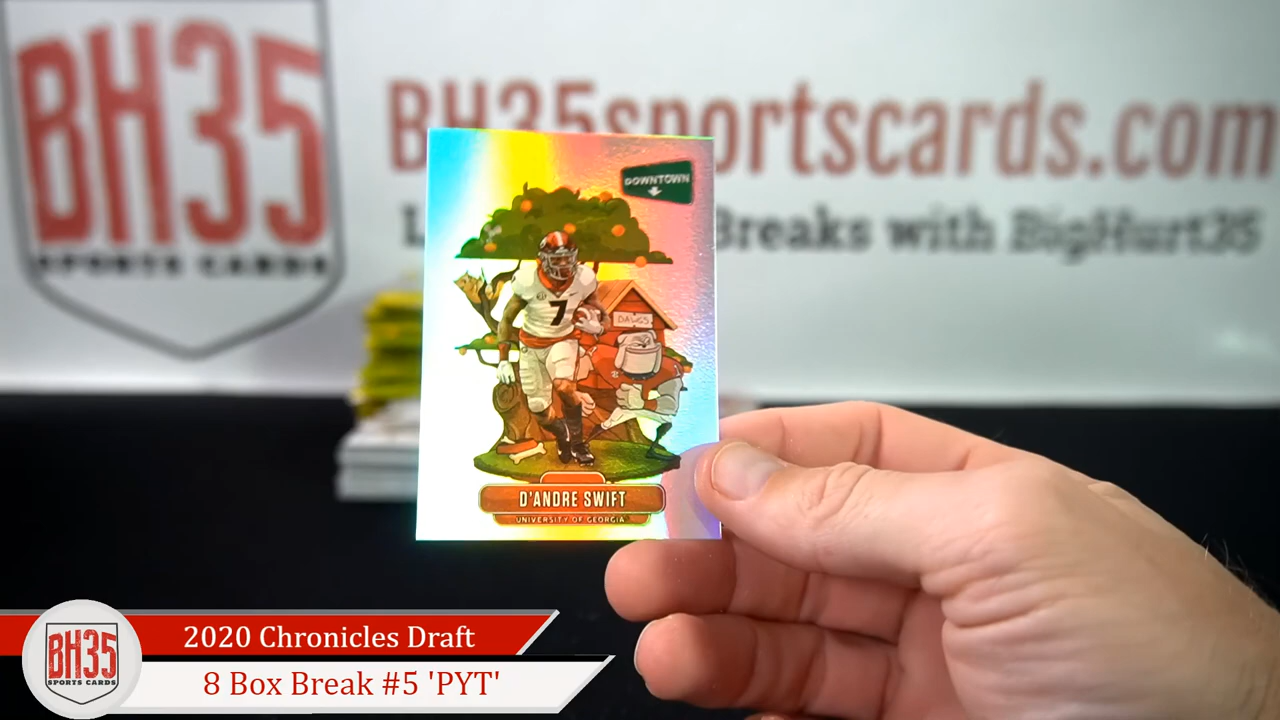 BH35
SPORTS CARDS
BH35sportscards.com
Breaks with BigHurt35
DOWNTOWN
7
DAWGS
D'ANDRE SWIFT
UNIVERSITY OF GEORGIA
BH35
SPORTS CARDS
2020 Chronicles Draft
8 Box Break #5 'PYT'